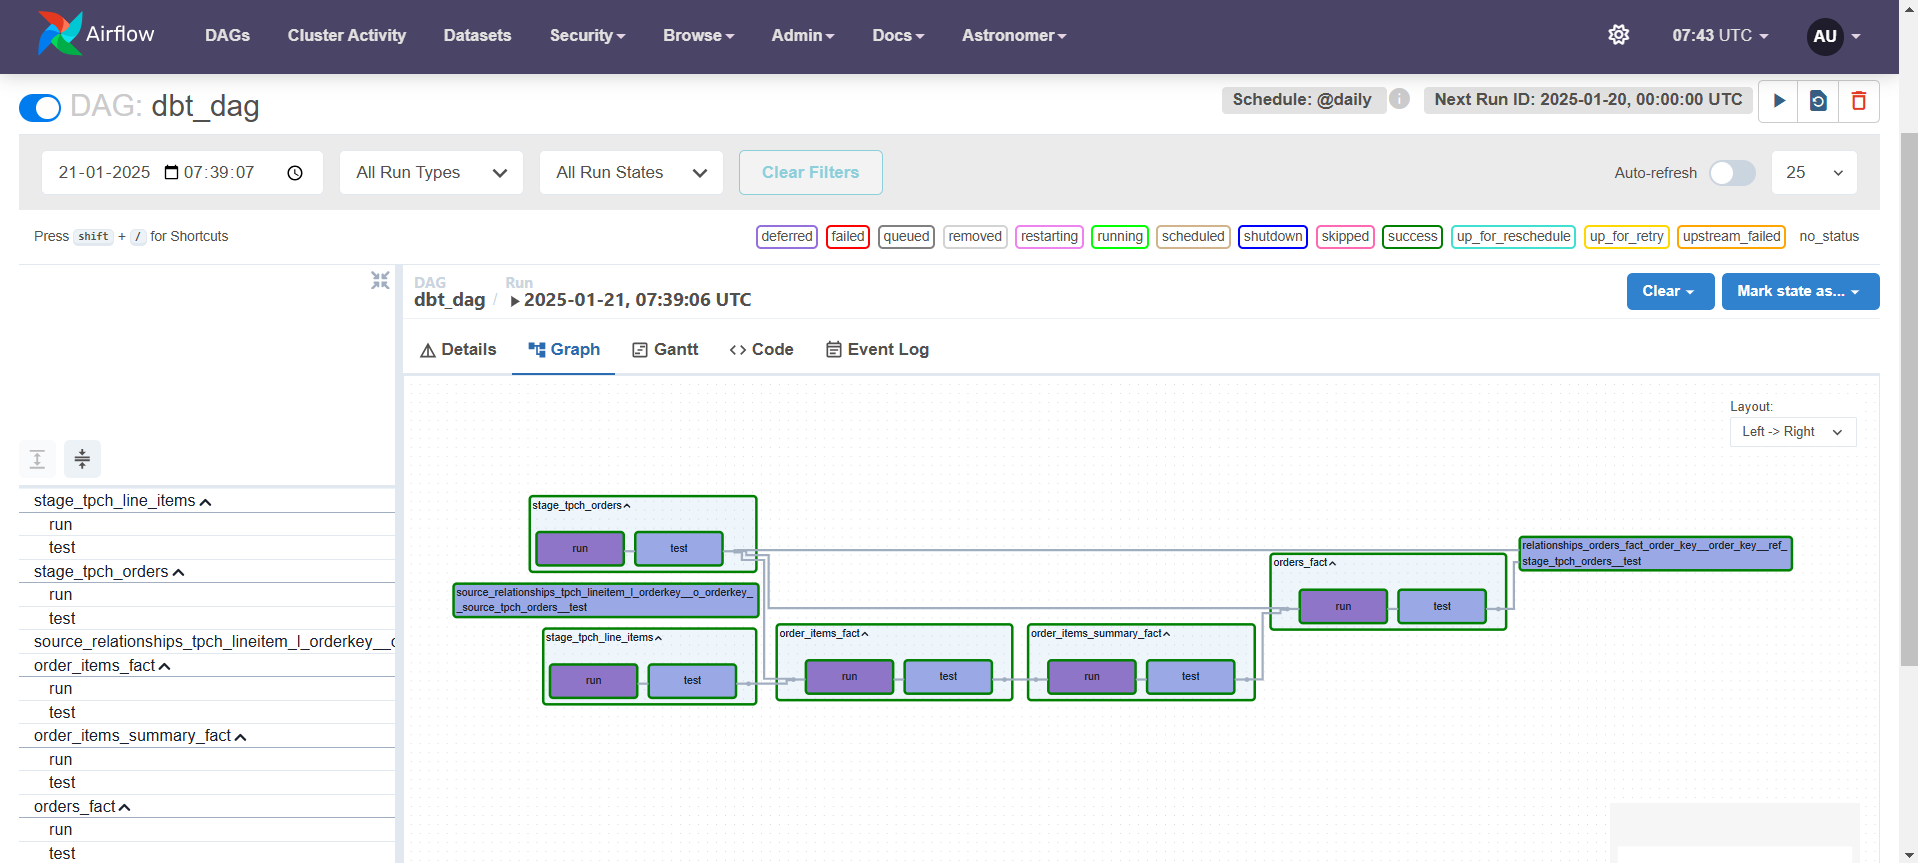 Airflow DAGs Cluster Activity Datasets Security Browse Admin Docs Astronomer 07:43 UTC AU
DAG: dbt_dag Schedule: @daily i Next Run ID: 2025-01-20, 00:00:00 UTC
21-01-2025 07:39:07 All Run Types All Run States Clear Filters Auto-refresh 25
Press shift + / for Shortcuts deferred failed queued removed restarting running scheduled shutdown skipped success up_for_reschedule up_for_retry upstream_failed no_status
DAG Run
dbt_dag / 2025-01-21, 07:39:06 UTC Clear Mark state as...
Details Graph Gantt Code Event Log
Layout:
Left -> Right
stage_tpch_line_items
run
test
stage_tpch_orders
run
test
source_relationships_tpch_lineitem_l_orderkey__o
order_items_fact
run
test
order_items_summary_fact
run
test
orders_fact
run
test
stage_tpch_orders
run test
source_relationships_tpch_lineitem_l_orderkey__o_orderkey_
_source_tpch_orders__test
stage_tpch_line_items
run test
order_items_fact
run test
order_items_summary_fact
run test
orders_fact
run test
relationships_orders_fact_order_key__order_key__ref_
stage_tpch_orders__test